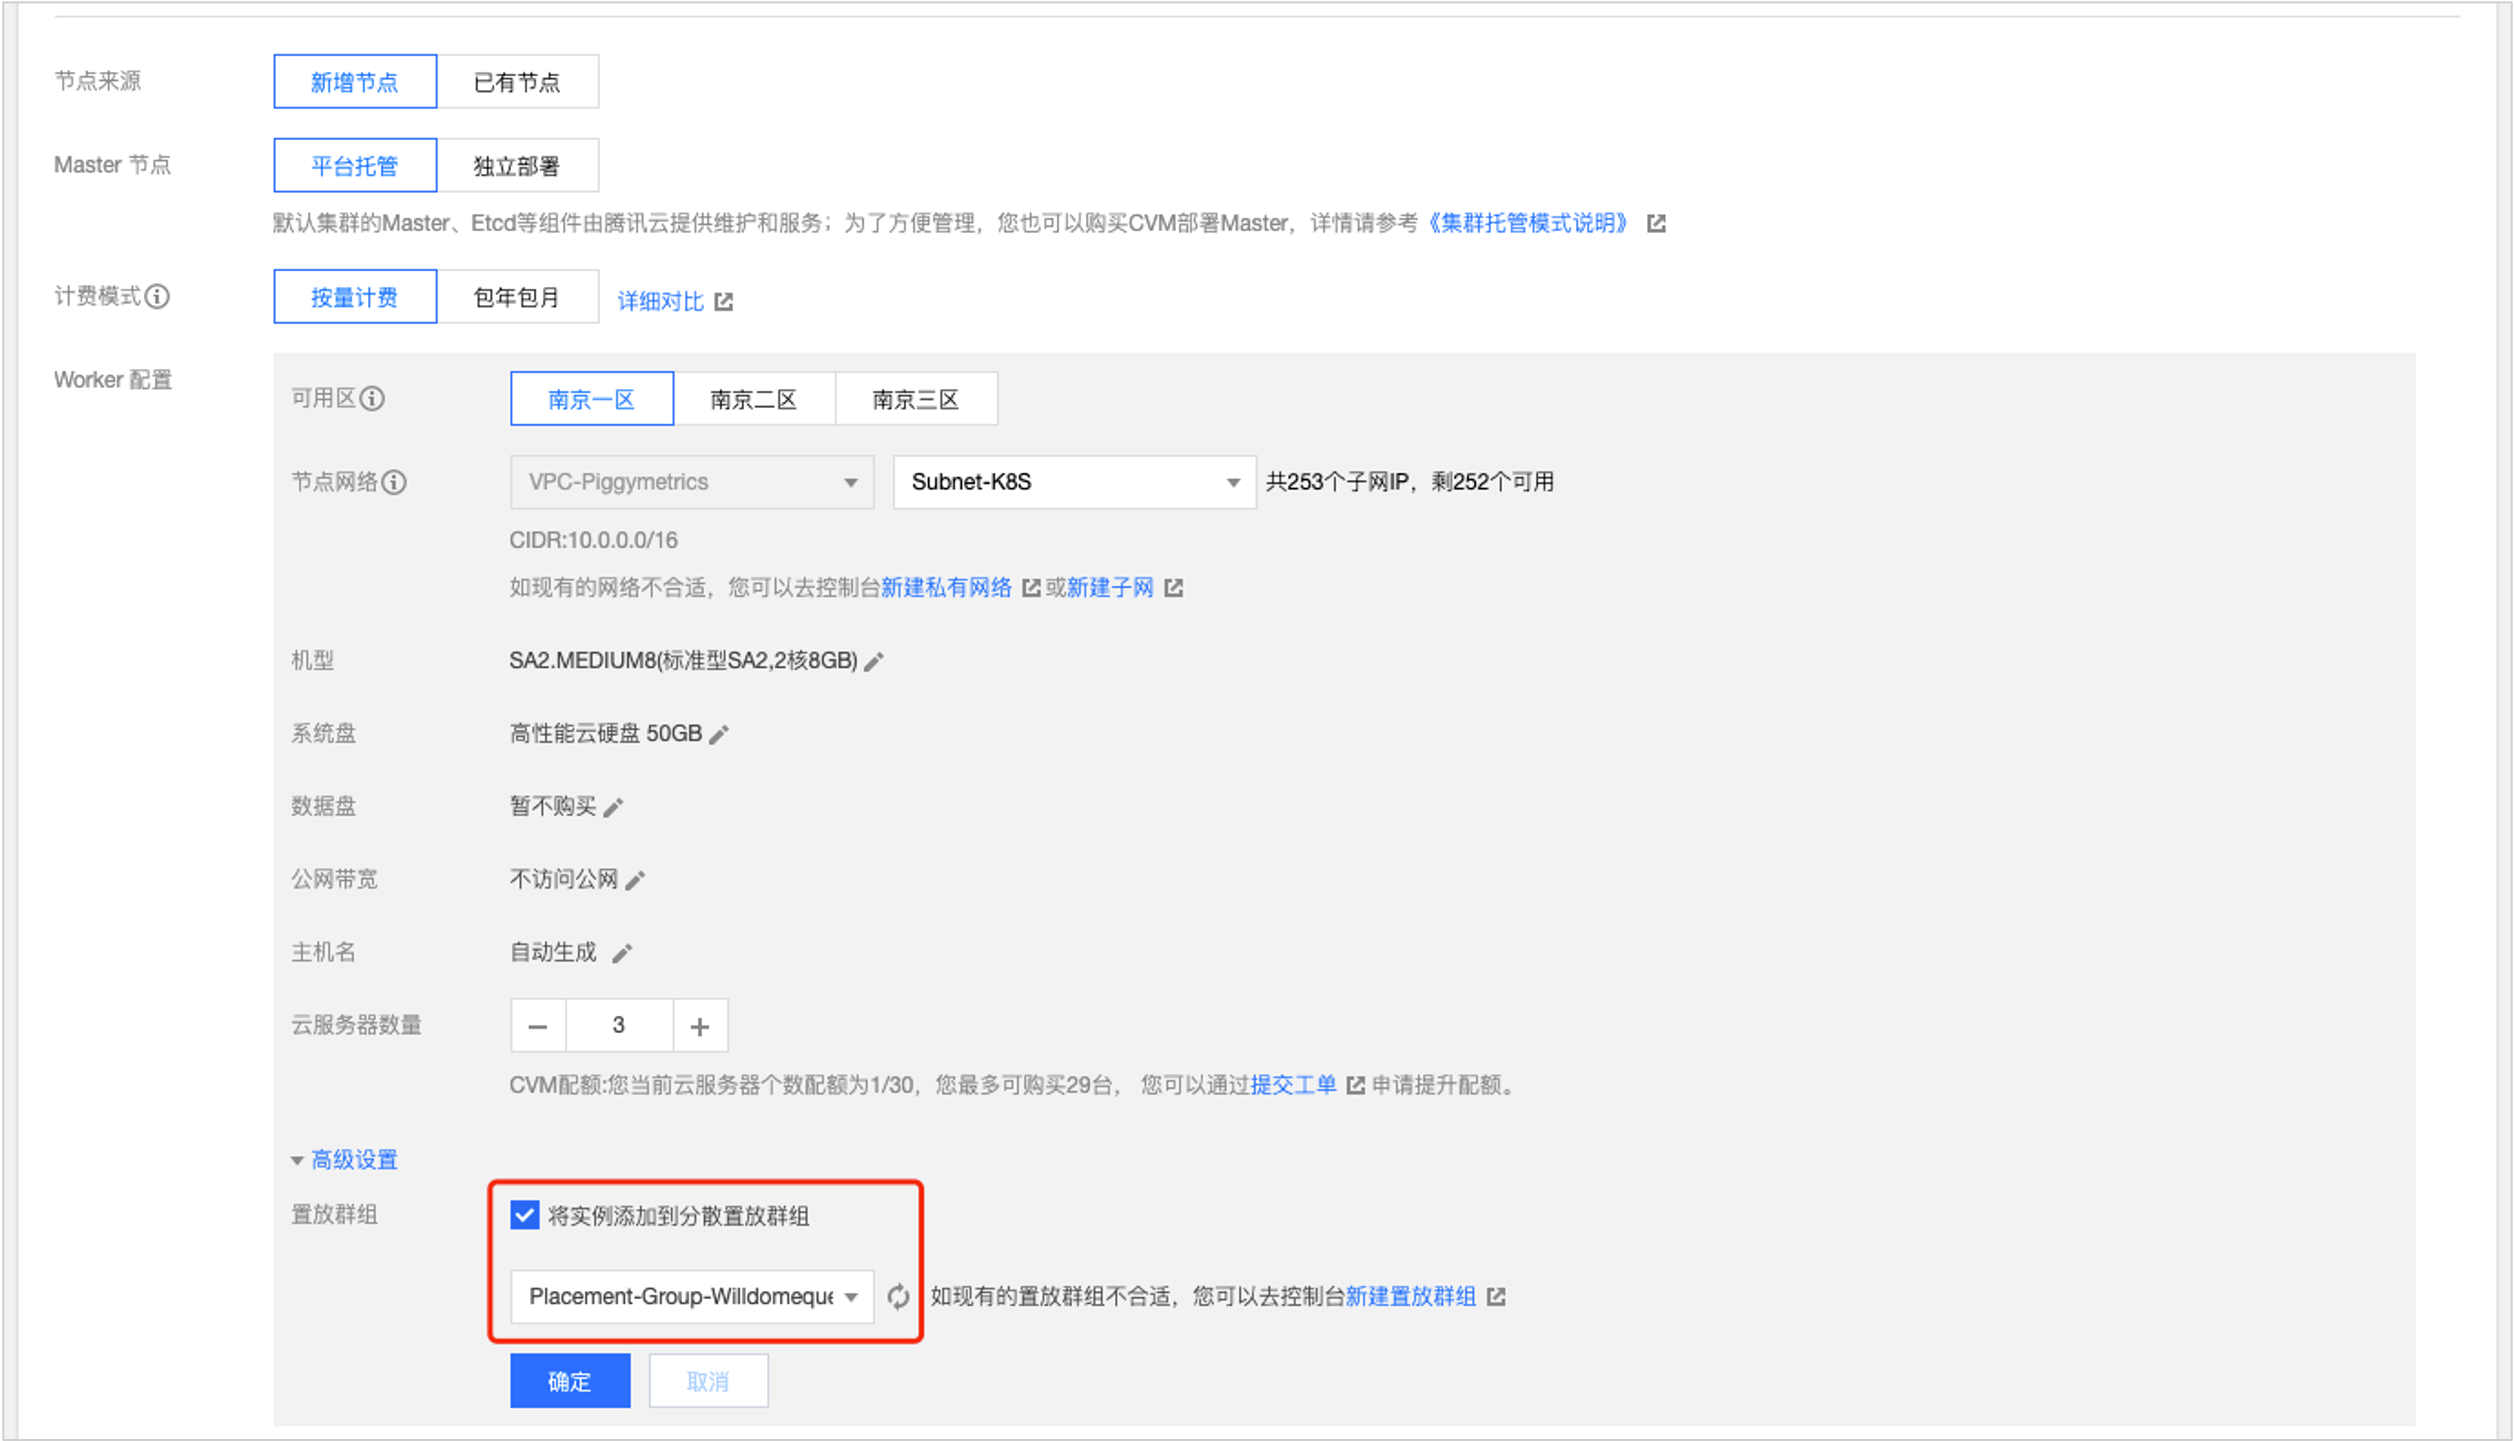 节点来源 新增节点 已有节点
Master 节点 平台托管 独立部署
默认集群的Master、Etcd等组件由腾讯云提供维护和服务；为了方便管理，您也可以购买CVM部署Master，详情请参考《集群托管模式说明》
计费模式 按量计费 包年包月 详细对比
Worker 配置
可用区 南京一区 南京二区 南京三区
节点网络 VPC-Piggymetrics Subnet-K8S 共253个子网IP，剩252个可用
CIDR:10.0.0.0/16
如现有的网络不合适，您可以去控制台新建私有网络 或新建子网
机型 SA2.MEDIUM8(标准型SA2,2核8GB)
系统盘 高性能云硬盘 50GB
数据盘 暂不购买
公网带宽 不访问公网
主机名 自动生成
云服务器数量 3
CVM配额:您当前云服务器个数配额为1/30，您最多可购买29台， 您可以通过提交工单 申请提升配额。
高级设置
置放群组 将实例添加到分散置放群组
Placement-Group-Willdomeque 如现有的置放群组不合适，您可以去控制台新建置放群组
确定 取消